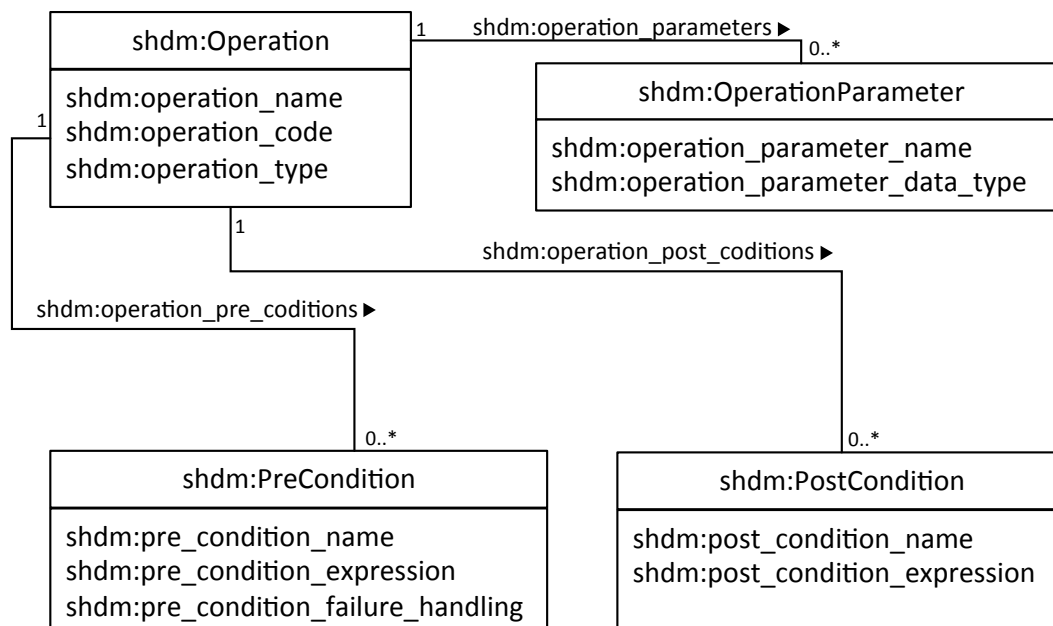 shdm:Operation
shdm:operation_name
shdm:operation_code
shdm:operation_type
1
shdm:operation_parameters ▶
0..*
shdm:OperationParameter
shdm:operation_parameter_name
shdm:operation_parameter_data_type
1
1
shdm:operation_post_coditions ▶
shdm:operation_pre_coditions ▶
0..*
0..*
shdm:PreCondition
shdm:pre_condition_name
shdm:pre_condition_expression
shdm:pre_condition_failure_handling
shdm:PostCondition
shdm:post_condition_name
shdm:post_condition_expression